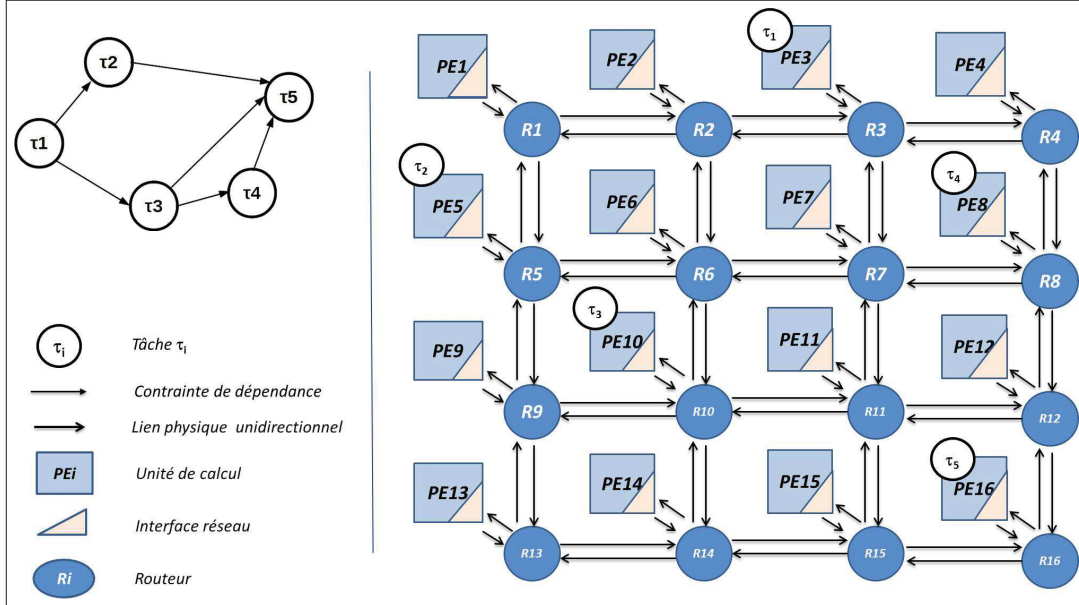 τ2
τ5
τ1
τ3
τ4
τi
Tâche τi
Contrainte de dépendance
Lien physique unidirectionnel
PEi
Unité de calcul
Interface réseau
Ri
Routeur
τ1
PE1
PE2
PE3
PE4
R1
R2
R3
R4
τ2
τ4
PE5
PE6
PE7
PE8
R5
R6
R7
R8
τ3
PE9
PE10
PE11
PE12
R9
R10
R11
R12
τ5
PE13
PE14
PE15
PE16
R13
R14
R15
R16